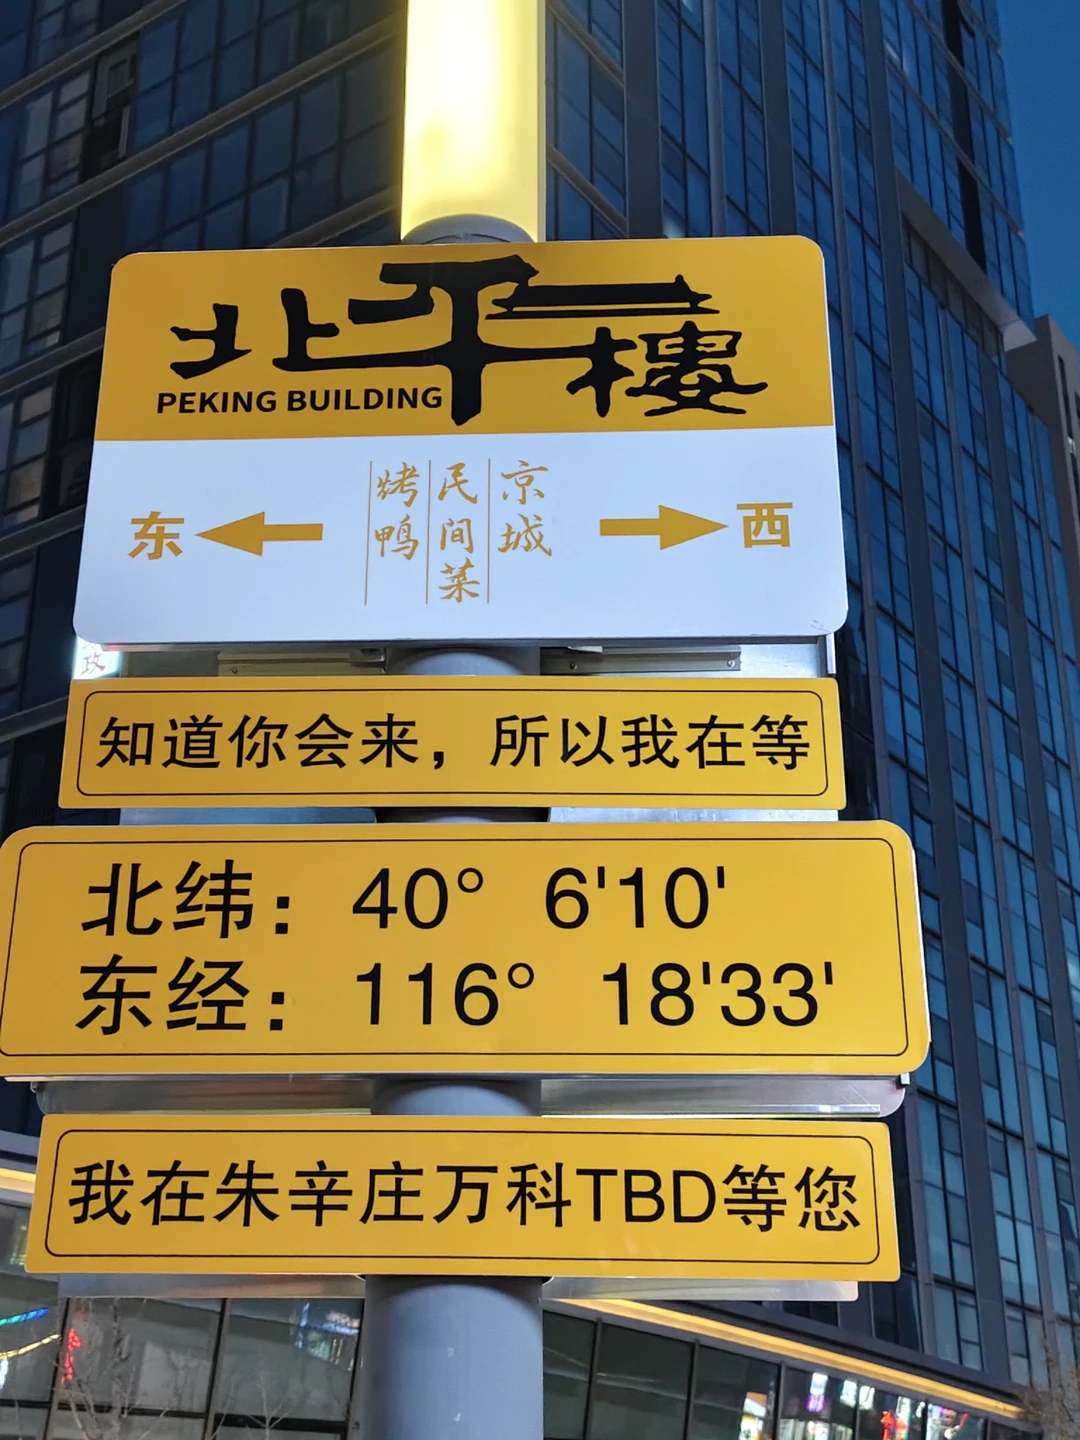 北平樓
PEKING BUILDING
东
京城
民间菜
烤鸭
西
知道你会来，所以我在等
北纬：40° 6'10'
东经：116° 18'33'
我在朱辛庄万科TBD等您